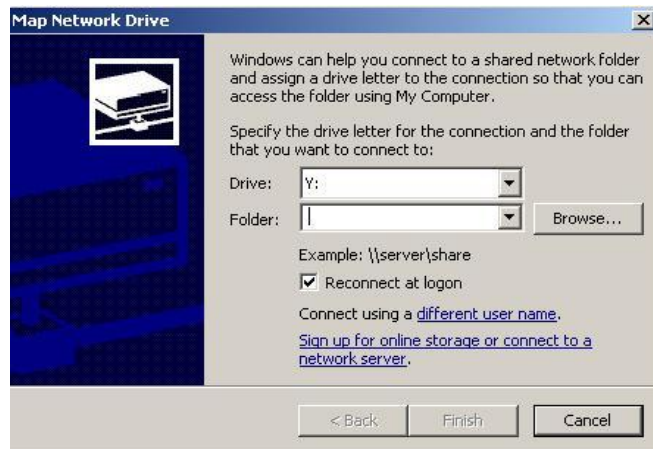 Map Network Drive
Windows can help you connect to a shared network folder
and assign a drive letter to the connection so that you can
access the folder using My Computer.
Specify the drive letter for the connection and the folder
that you want to connect to:
Drive: Y:
Folder: Browse...
Example: \\server\share
Reconnect at logon
Connect using a different user name.
Sign up for online storage or connect to a
network server.
< Back Finish Cancel